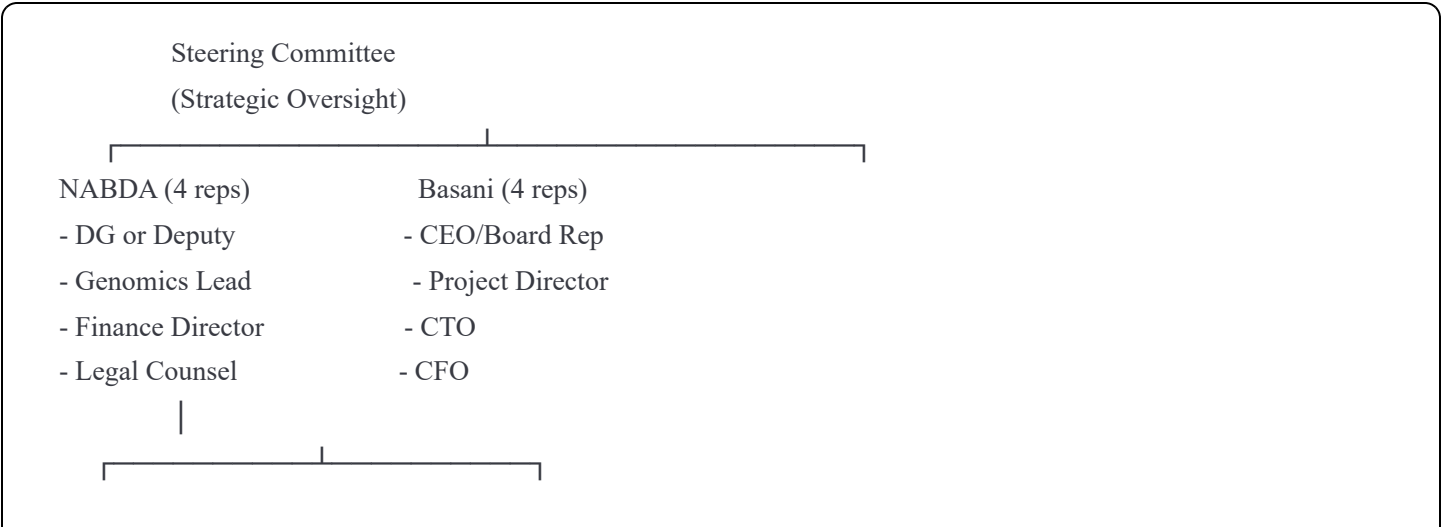 Steering Committee
(Strategic Oversight)
NABDA (4 reps) Basani (4 reps)
- DG or Deputy - CEO/Board Rep
- Genomics Lead - Project Director
- Finance Director - CTO
- Legal Counsel - CFO